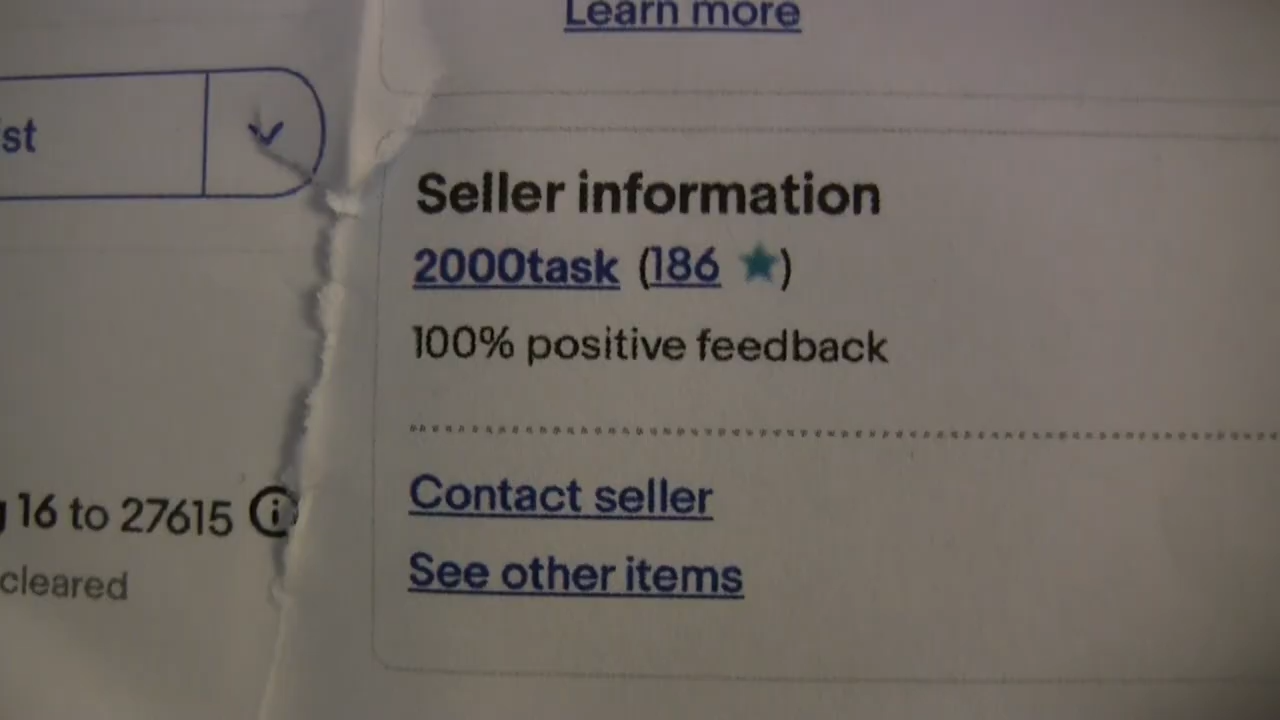 Learn more
st
Seller information
2000task (186 ★)
100% positive feedback
Contact seller
16 to 27615
See other items
cleared